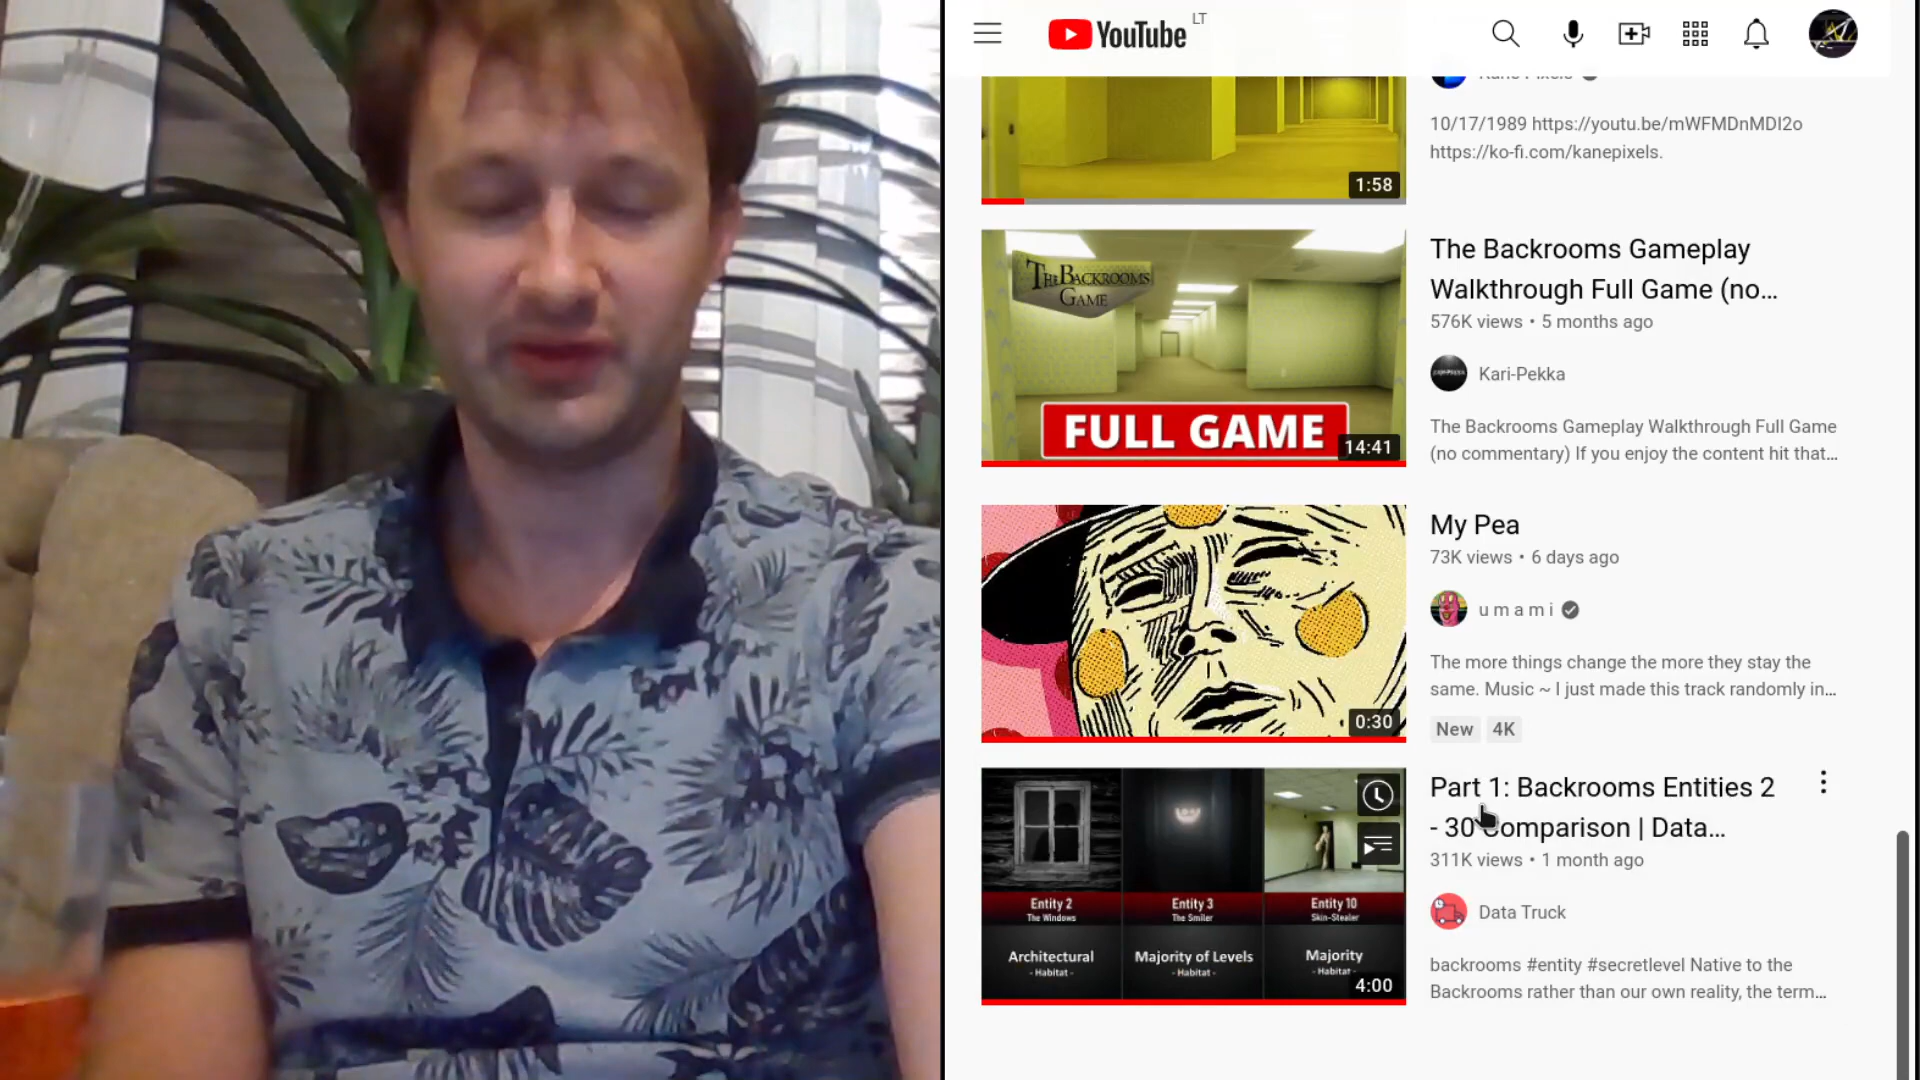 YouTube
LT
10/17/1989 https://youtu.be/mWFMDnMDI2o
https://ko-fi.com/kanepixels.
1:58
THE BACKROOMS
GAME
FULL GAME
14:41
The Backrooms Gameplay
Walkthrough Full Game (no...
576K views • 5 months ago
Kari-Pekka
The Backrooms Gameplay Walkthrough Full Game
(no commentary) If you enjoy the content hit that...
0:30
My Pea
73K views • 6 days ago
u m a m i
The more things change the more they stay the
same. Music ~ I just made this track randomly in...
New 4K
Entity 2
The Windows
Architectural
- Habitat -
Entity 3
The Smiler
Majority of Levels
- Habitat -
Entity 10
Skin-Stealer
Majority
- Habitat -
4:00
Part 1: Backrooms Entities 2
- 30 Comparison | Data...
311K views • 1 month ago
Data Truck
backrooms #entity #secretlevel Native to the
Backrooms rather than our own reality, the term...